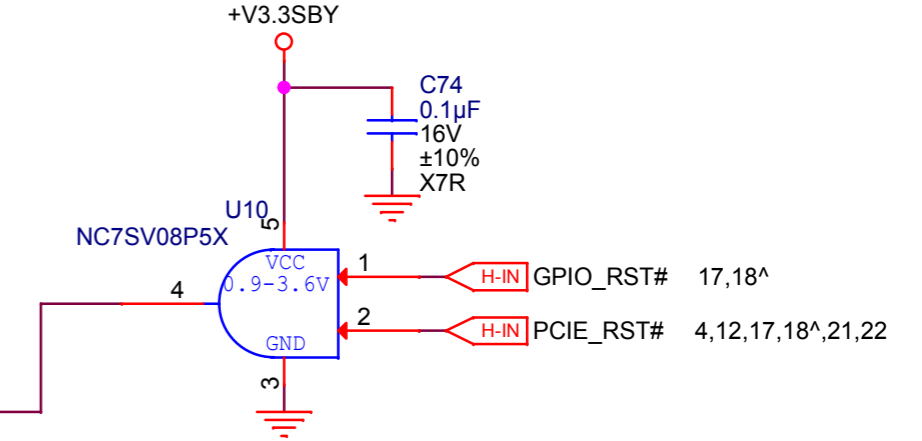 +V3.3SBY
C74
0.1µF
16V
±10%
X7R
U10
5
NC7SV08P5X
VCC
0.9-3.6V
GND
4
1
H-IN GPIO_RST# 17,18^
2
H-IN PCIE_RST# 4,12,17,18^,21,22
3